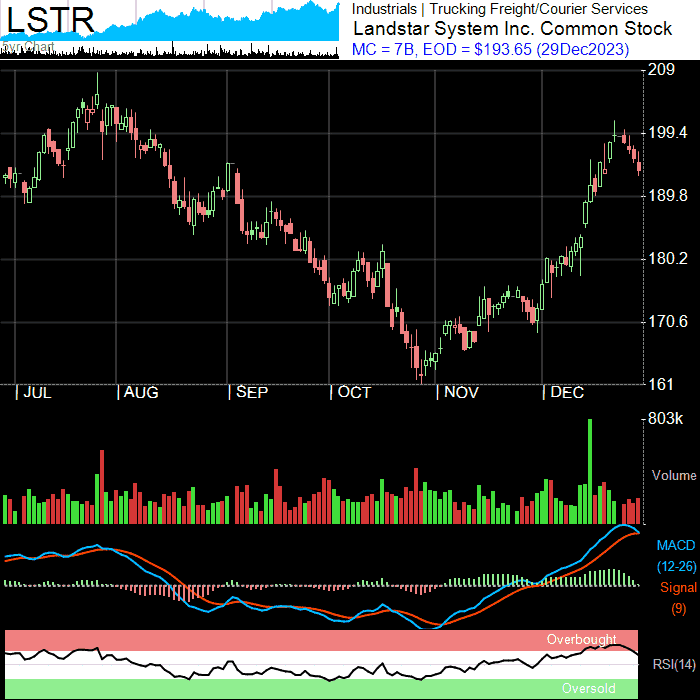 LSTR
Industrials | Trucking Freight/Courier Services
Landstar System Inc. Common Stock
MC = 7B, EOD = $193.65 (29Dec2023)
209
199.4
189.8
180.2
170.6
161
JUL
AUG
SEP
OCT
NOV
DEC
803k
Volume
MACD
(12-26)
Signal
(9)
Overbought
RSI(14)
Oversold